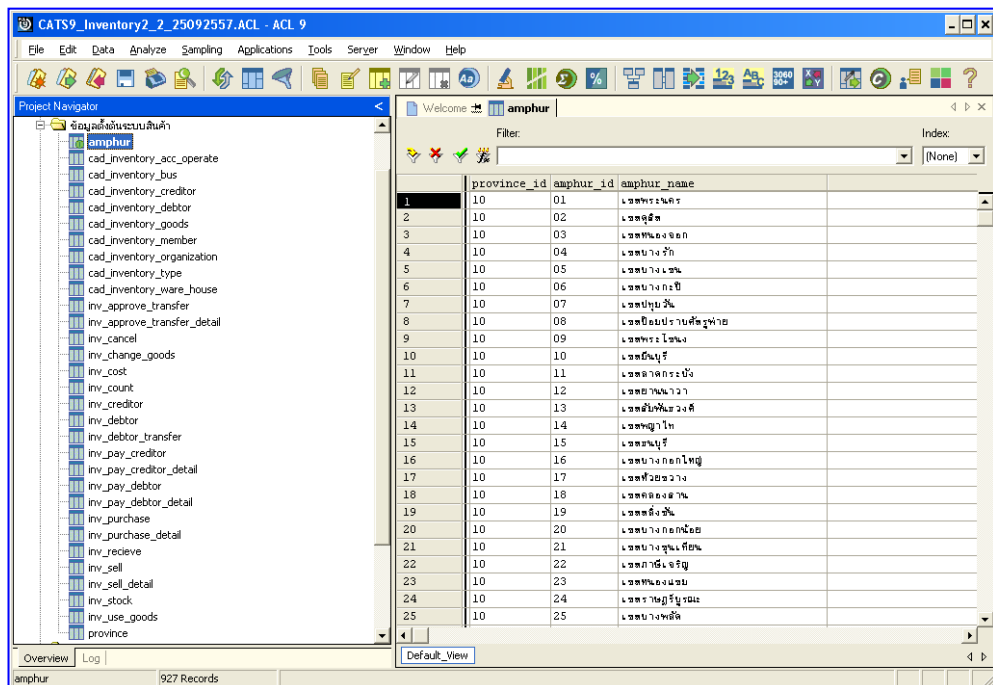 CATS9_Inventory2_2_25092557.ACL - ACL 9
File Edit Data Analyze Sampling Applications Tools Server Window Help
Project Navigator <
ข้อมูลตั้งต้นระบบสินค้า
amphur
cad_inventory_acc_operate
cad_inventory_bus
cad_inventory_creditor
cad_inventory_debtor
cad_inventory_goods
cad_inventory_member
cad_inventory_organization
cad_inventory_type
cad_inventory_ware_house
inv_approve_transfer
inv_approve_transfer_detail
inv_cancel
inv_change_goods
inv_cost
inv_count
inv_creditor
inv_debtor
inv_debtor_transfer
inv_pay_creditor
inv_pay_creditor_detail
inv_pay_debtor
inv_pay_debtor_detail
inv_purchase
inv_purchase_detail
inv_recieve
inv_sell
inv_sell_detail
inv_stock
inv_use_goods
province
Overview Log
Welcome amphur
Filter: Index:
(None)
province_id amphur_id amphur_name
1 10 01 เขตพระนคร
2 10 02 เขตดุสิต
3 10 03 เขตหนองจอก
4 10 04 เขตบางรัก
5 10 05 เขตบางเขน
6 10 06 เขตบางกะปิ
7 10 07 เขตปทุมวัน
8 10 08 เขตป้อมปราบศัตรูพ่าย
9 10 09 เขตพระโขนง
10 10 10 เขตมีนบุรี
11 10 11 เขตลาดกระบัง
12 10 12 เขตยานนาวา
13 10 13 เขตสัมพันธวงศ์
14 10 14 เขตพญาไท
15 10 15 เขตธนบุรี
16 10 16 เขตบางกอกใหญ่
17 10 17 เขตห้วยขวาง
18 10 18 เขตคลองสาน
19 10 19 เขตตลิ่งชัน
20 10 20 เขตบางกอกน้อย
21 10 21 เขตบางขุนเทียน
22 10 22 เขตภาษีเจริญ
23 10 23 เขตหนองแขม
24 10 24 เขตราษฎร์บูรณะ
25 10 25 เขตบางพลัด
Default_View
amphur 927 Records